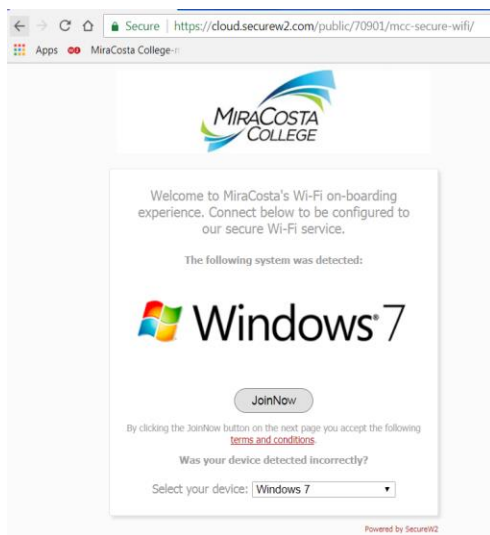 Secure | https://cloud.securew2.com/public/70901/mcc-secure-wifi/
Apps MiraCosta College-
MIRACOSTA
COLLEGE
Welcome to MiraCosta's Wi-Fi on-boarding
experience. Connect below to be configured to
our secure Wi-Fi service.
The following system was detected:
Windows 7
JoinNow
By clicking the JoinNow button on the next page you accept the following
terms and conditions.
Was your device detected incorrectly?
Select your device: Windows 7
Powered by SecureW2